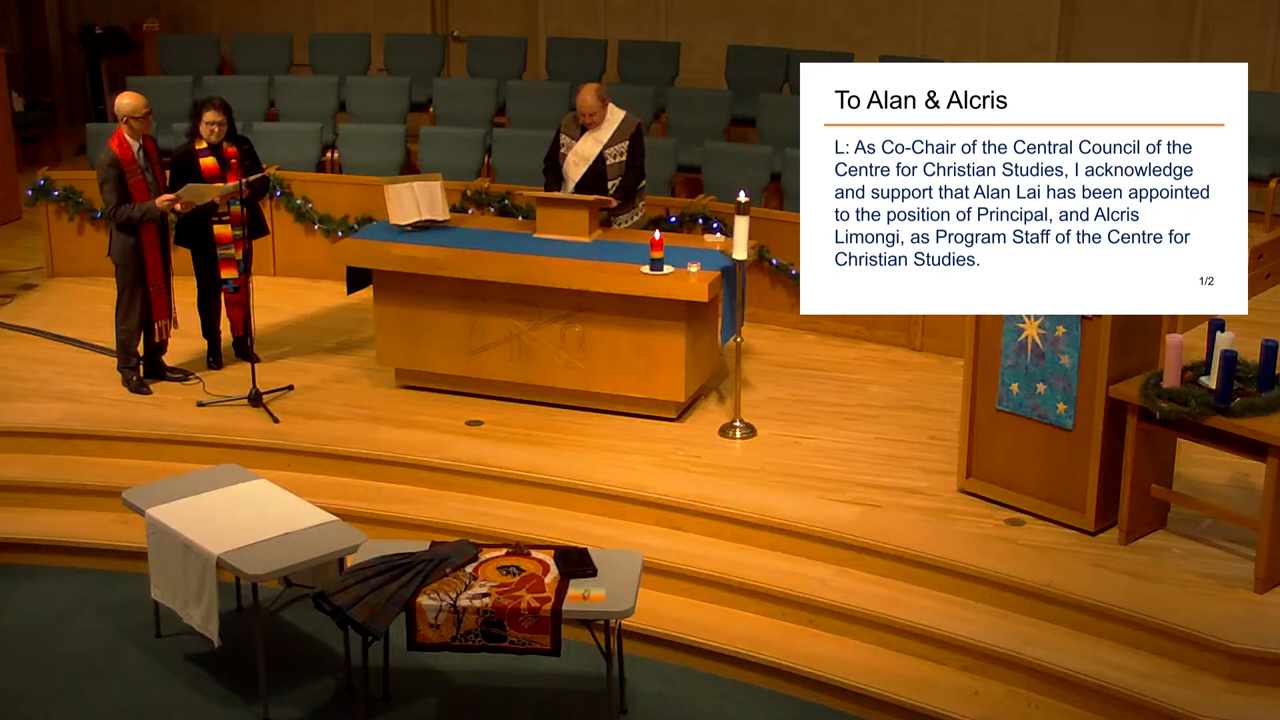 To Alan & Alcris
L: As Co-Chair of the Central Council of the
Centre for Christian Studies, I acknowledge
and support that Alan Lai has been appointed
to the position of Principal, and Alcris
Limongi, as Program Staff of the Centre for
Christian Studies.
1/2